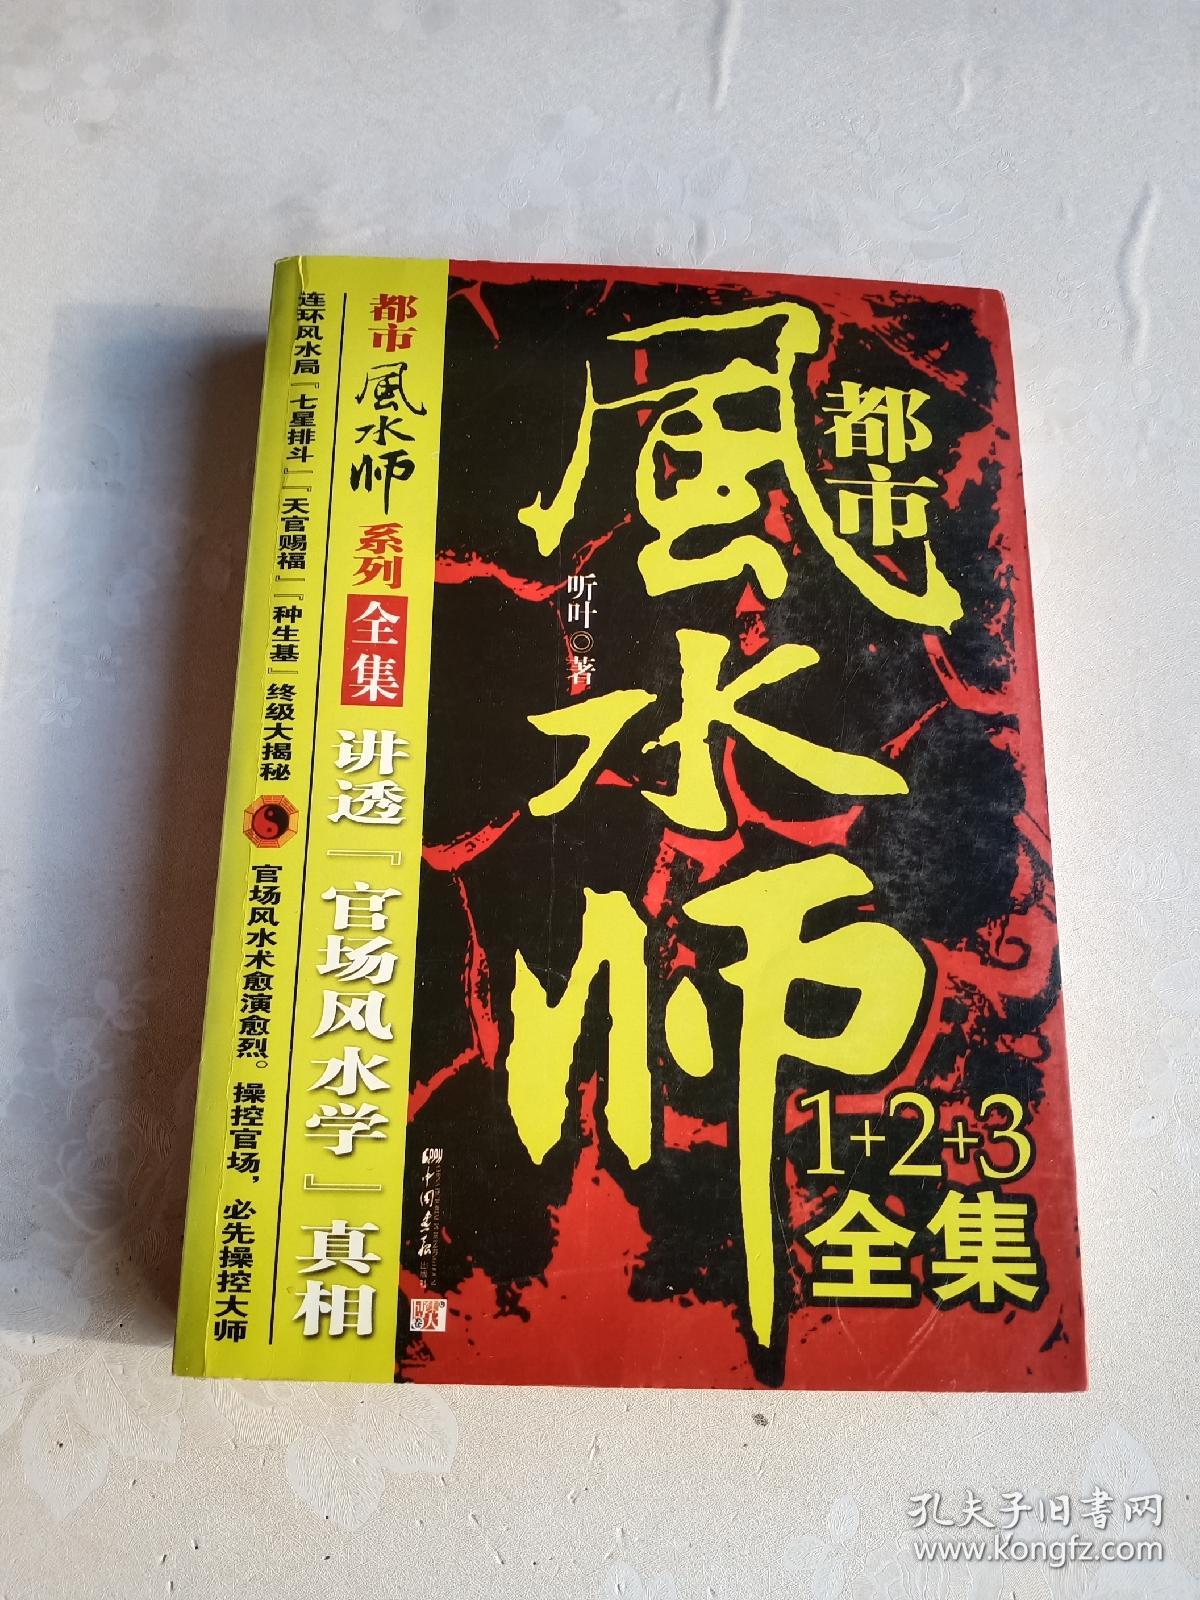 都市
風水师
听叶◎著
1+2+3
全集
都市風水师系列全集
讲透『官场风水学』真相
连环风水局『七星排斗』『天官赐福』『种生基』终级大揭秘
官场风水术愈演愈烈。操控官场，必先操控大师
中国画报
出版社
孔夫子旧書网
www.kongfz.com